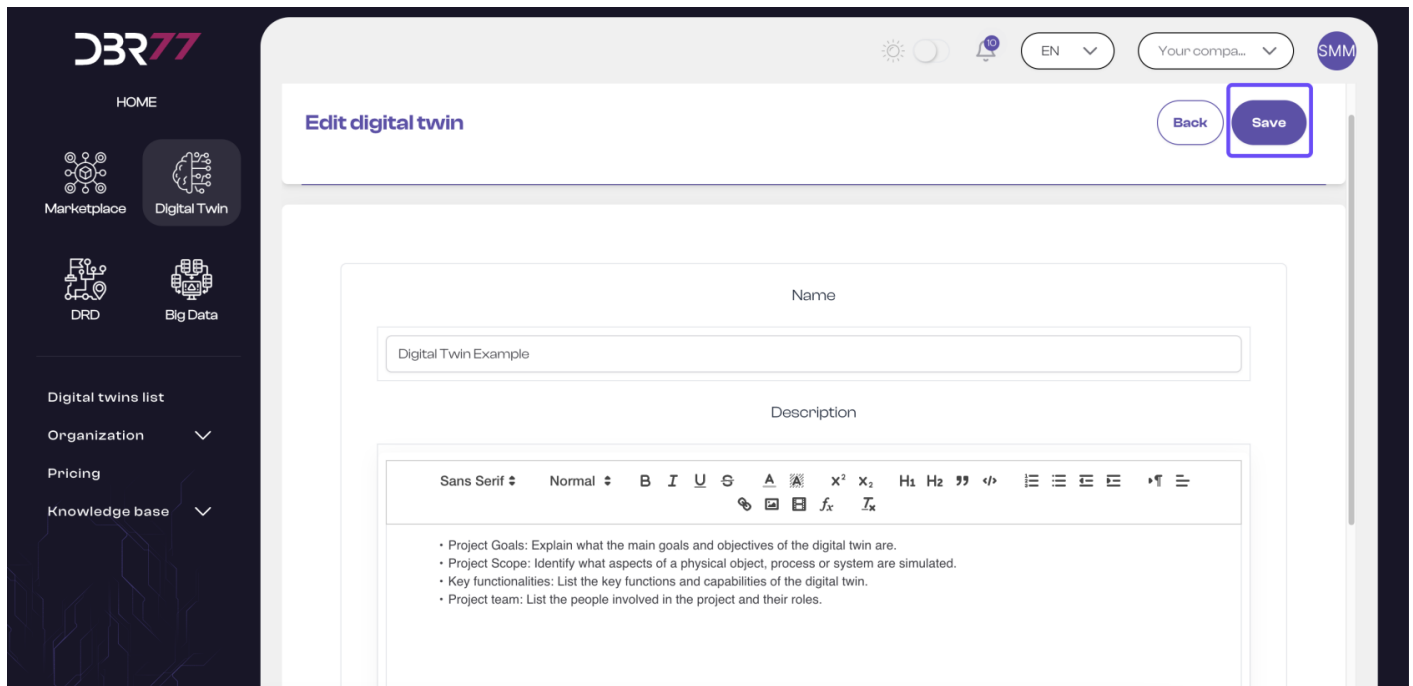 DBR77
HOME
Marketplace
Digital Twin
DRD
Big Data
Digital twins list
Organization
Pricing
Knowledge base
10
EN
Your compa...
SMM
Edit digital twin
Back
Save
Name
Digital Twin Example
Description
Sans Serif
Normal
B I U S A A X² X₂ H1 H2 ” </> ¶
fx Tx
• Project Goals: Explain what the main goals and objectives of the digital twin are.
• Project Scope: Identify what aspects of a physical object, process or system are simulated.
• Key functionalities: List the key functions and capabilities of the digital twin.
• Project team: List the people involved in the project and their roles.